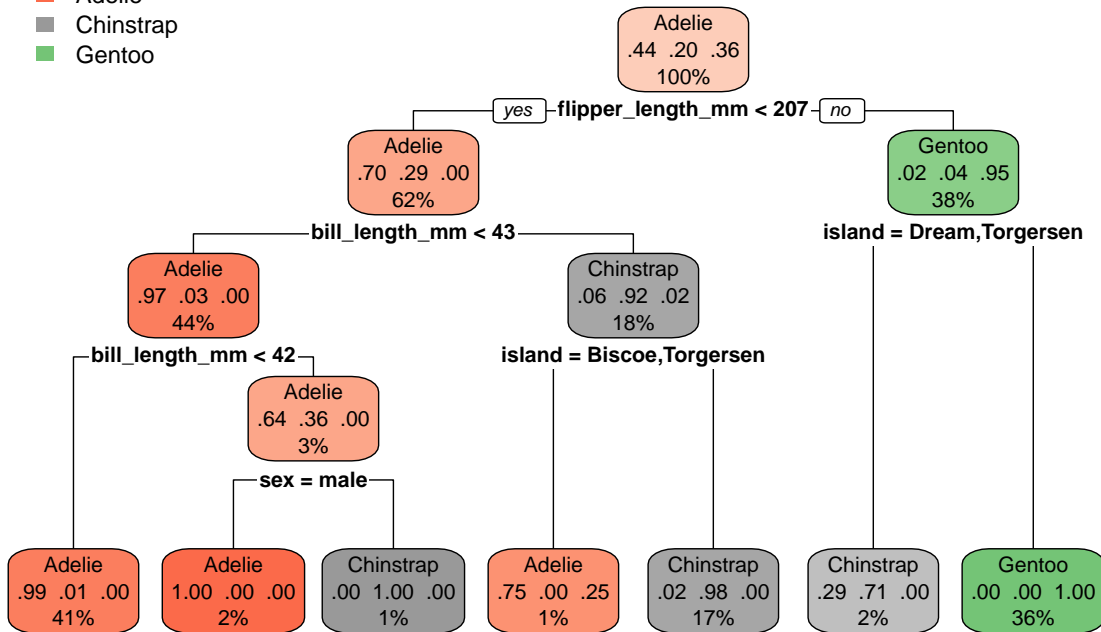 Adelie
Chinstrap
Gentoo
Adelie
.44 .20 .36
100%
yes flipper_length_mm < 207 no
Adelie
.70 .29 .00
62%
Gentoo
.02 .04 .95
38%
bill_length_mm < 43
island = Dream,Torgersen
Adelie
.97 .03 .00
44%
Chinstrap
.06 .92 .02
18%
bill_length_mm < 42
island = Biscoe,Torgersen
Adelie
.64 .36 .00
3%
sex = male
Adelie
.99 .01 .00
41%
Adelie
1.00 .00 .00
2%
Chinstrap
.00 1.00 .00
1%
Adelie
.75 .00 .25
1%
Chinstrap
.02 .98 .00
17%
Chinstrap
.29 .71 .00
2%
Gentoo
.00 .00 1.00
36%